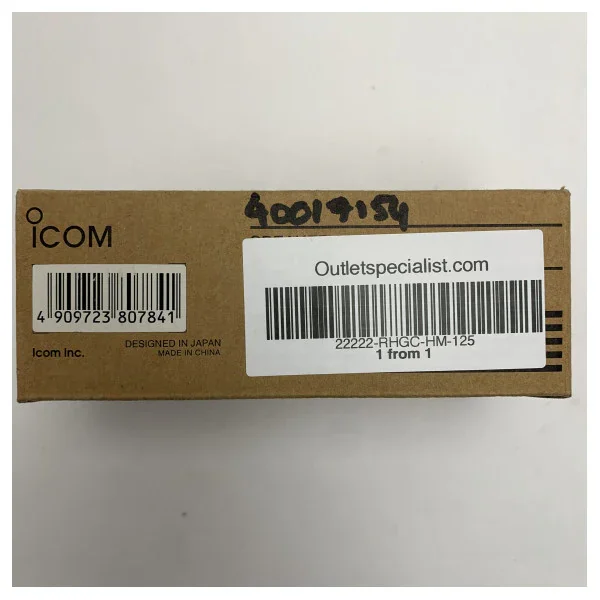 40019154
ICOM
4 909723 807841
Icom Inc.
DESIGNED IN JAPAN
MADE IN CHINA
Outletspecialist.com
22222-RHGC-HM-125
1 from 1